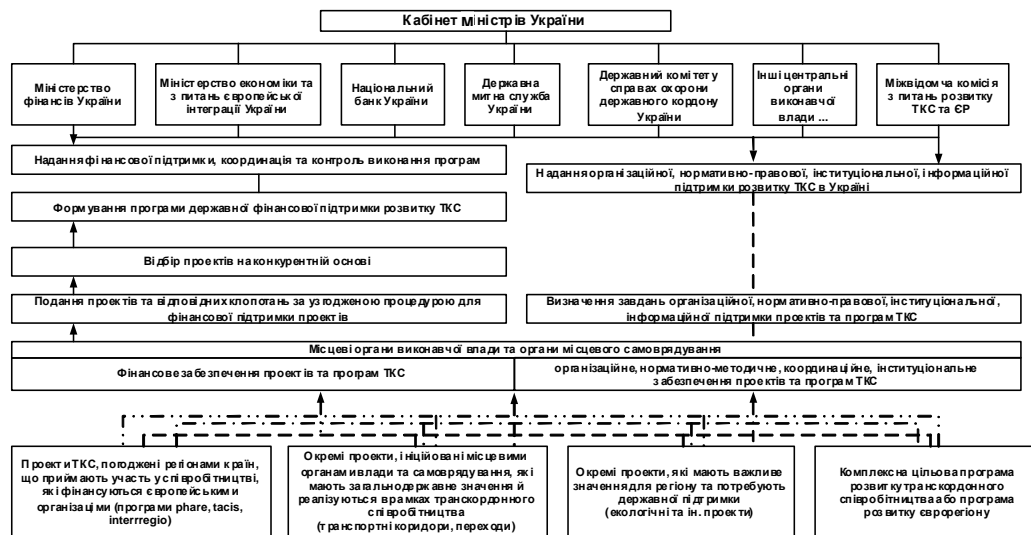 Кабінет міністрів України
Міністерство
фінансів України
Міністерство економіки та
з питань європейської
інтеграції України
Національний
банк України
Державна
митна служба
України
Державний комітет у
справах охорони
державного кордону
України
Інші центральні
органи
виконавчої
влади ...
Міжвідомча комісія
з питань розвитку
ТКС та ЄР
Надання фінансової підтримки, координація та контроль виконання програм
Надання організаційної, нормативно-правової, інституціональної, інформаційної
підтримки розвитку ТКС в Україні
Формування програми державної фінансової підтримки розвитку ТКС
Відбір проектів на конкурентній основі
Подання проектів та відповідних клопотань за узгодженою процедурою для
фінансової підтримки проектів
Визначення завдань організаційної, нормативно-правової, інституціональної,
інформаційної підтримки проектів та програм ТКС
Місцеві органи виконавчої влади та органи місцевого самоврядування
Фінансове забезпечення проектів та програм ТКС
організаційне, нормативно-методичне, координаційне, інституціональне
забезпечення проектів та програм ТКС
Проекти ТКС, погоджені регіонами країн,
що приймають участь у співробітництві,
які фінансуються європейським и
організаціми (програми phare, tacis,
interrregio)
Окремі проекти, ініційовані місцевими
органами влади та самоврядування, які
мають загальнодержавне значення й
реалізуються в рамках транскордонного
співробітництва
(транспортні коридори, переходи)
Окремі проекти, які мають важливе
значення для регіону та потребують
державної підтримки
(екологічні та ін. проекти)
Комплексна цільова програма
розвитку транскордонного
співробітництва або програма
розвитку єврорегіону